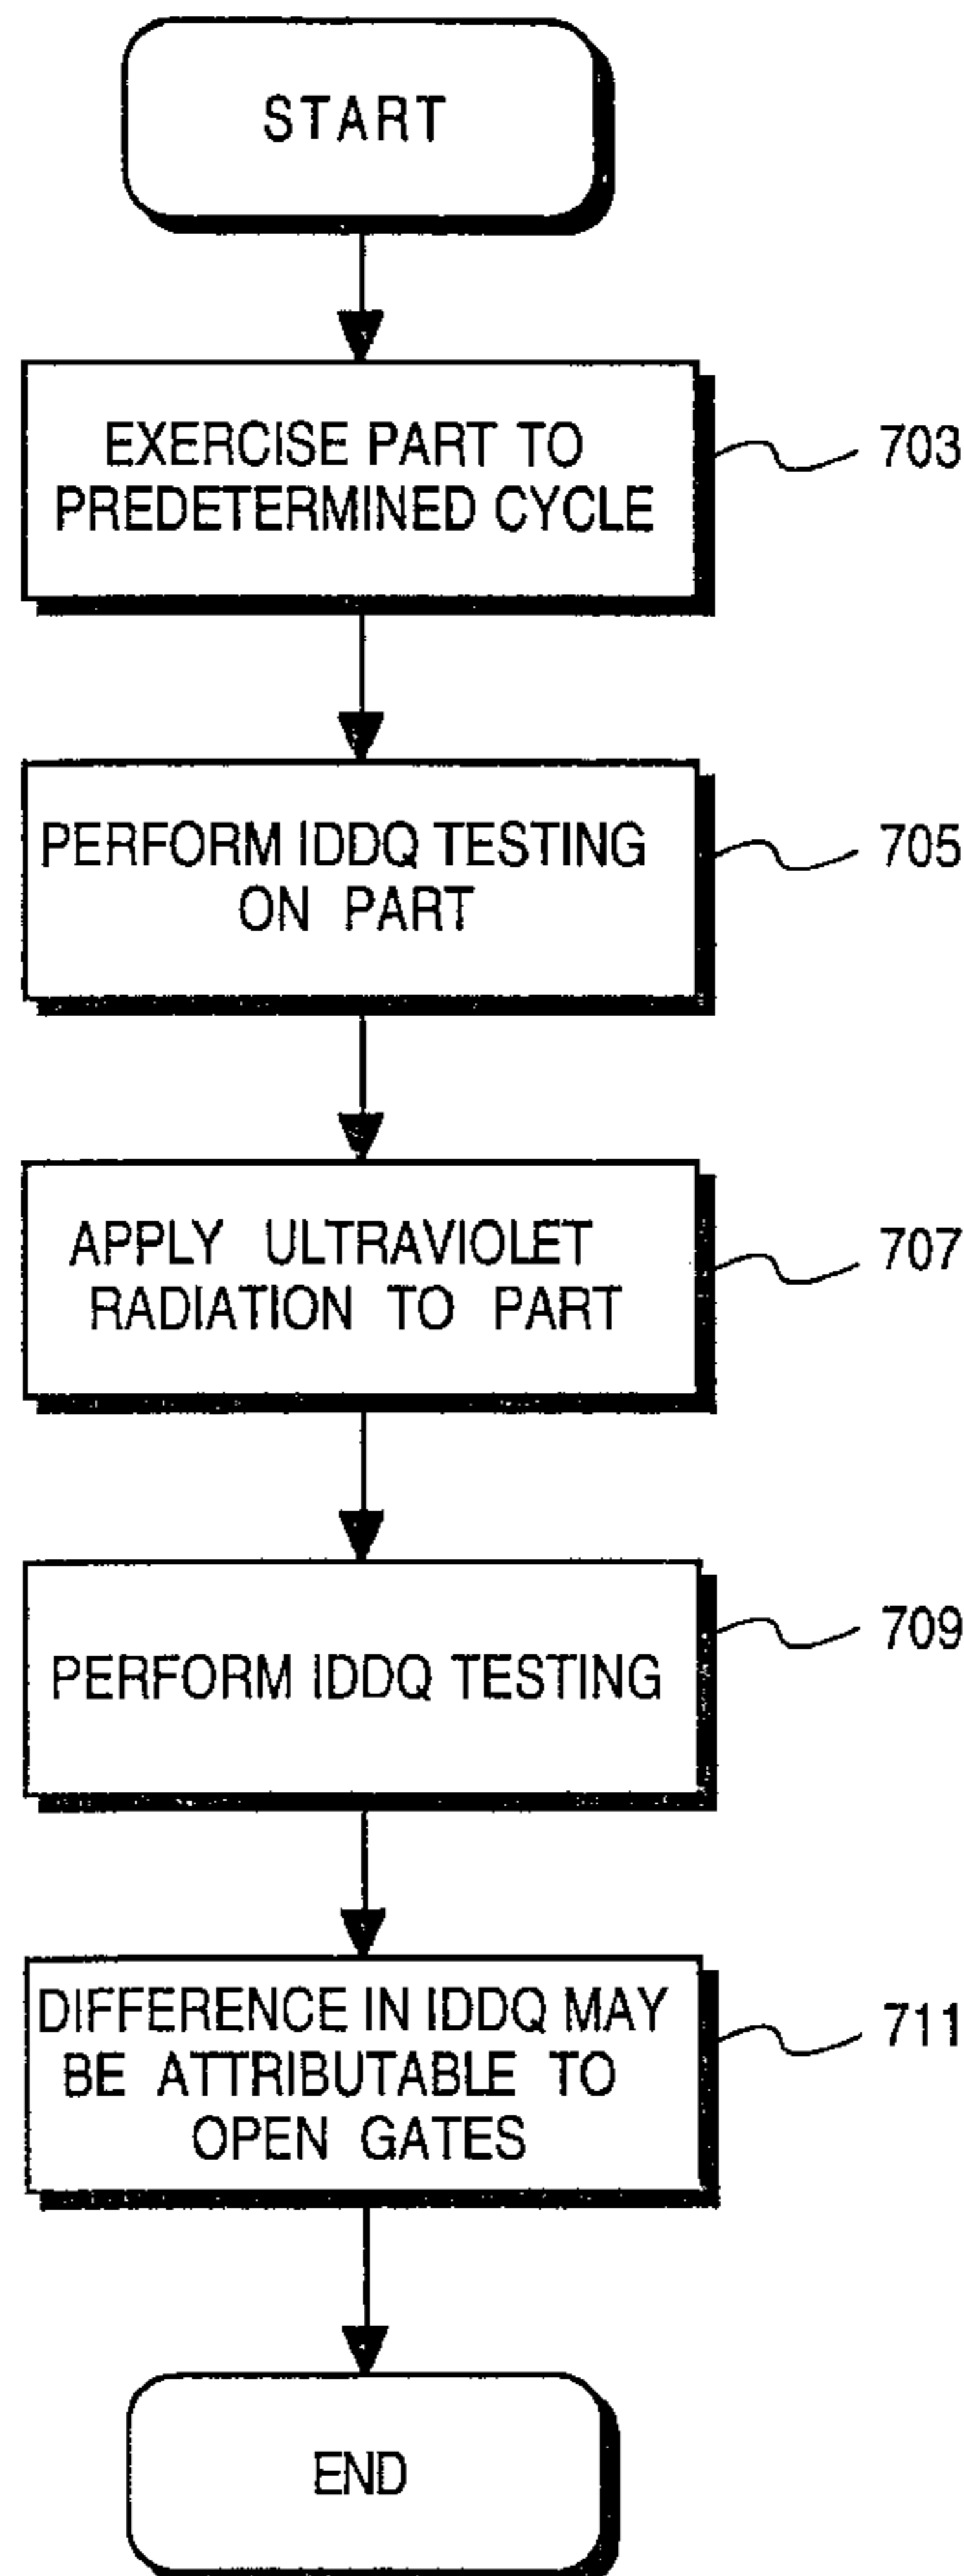 START
EXERCISE PART TO
PREDETERMINED CYCLE
703
PERFORM IDDQ TESTING
ON PART
705
APPLY ULTRAVIOLET
RADIATION TO PART
707
PERFORM IDDQ TESTING
709
DIFFERENCE IN IDDQ MAY
BE ATTRIBUTABLE TO
OPEN GATES
711
END